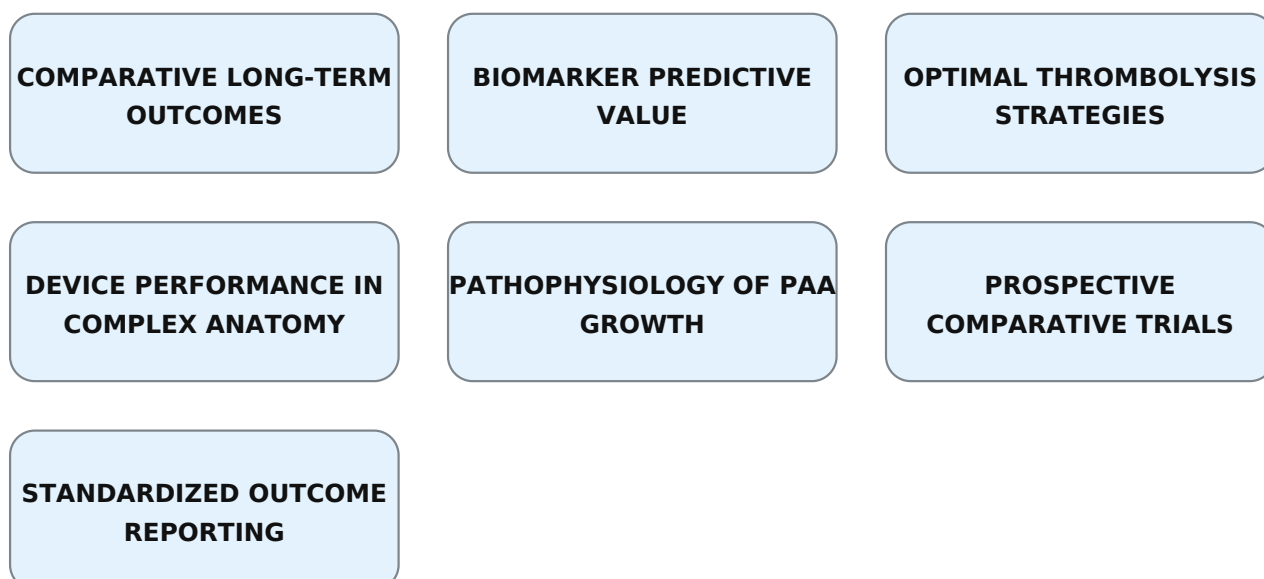 COMPARATIVE LONG-TERM
OUTCOMES
BIOMARKER PREDICTIVE
VALUE
OPTIMAL THROMBOLYSIS
STRATEGIES
DEVICE PERFORMANCE IN
COMPLEX ANATOMY
PATHOPHYSIOLOGY OF PAA
GROWTH
PROSPECTIVE
COMPARATIVE TRIALS
STANDARDIZED OUTCOME
REPORTING